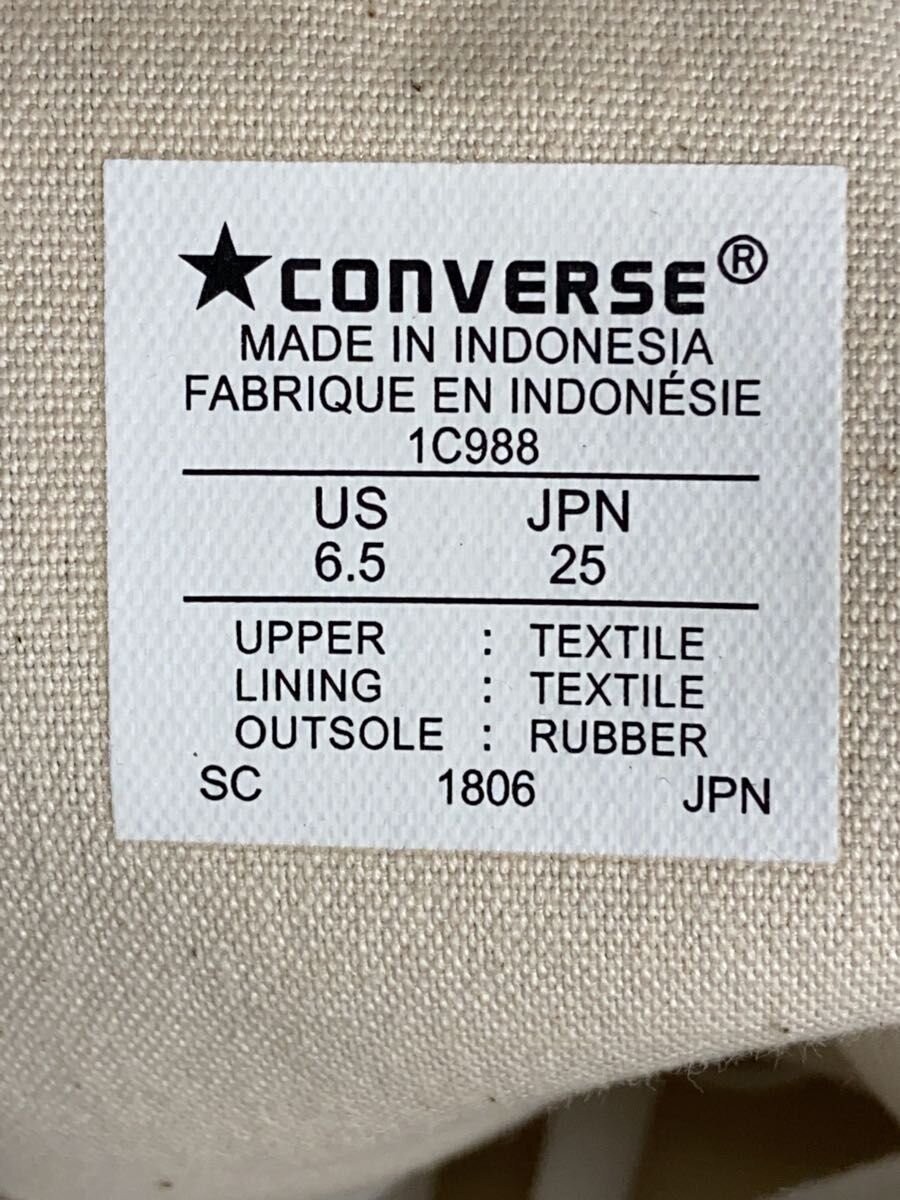 ★CONVERSE®
MADE IN INDONESIA
FABRIQUE EN INDONÉSIE
1C988
US JPN
6.5 25
UPPER : TEXTILE
LINING : TEXTILE
OUTSOLE : RUBBER
SC 1806 JPN